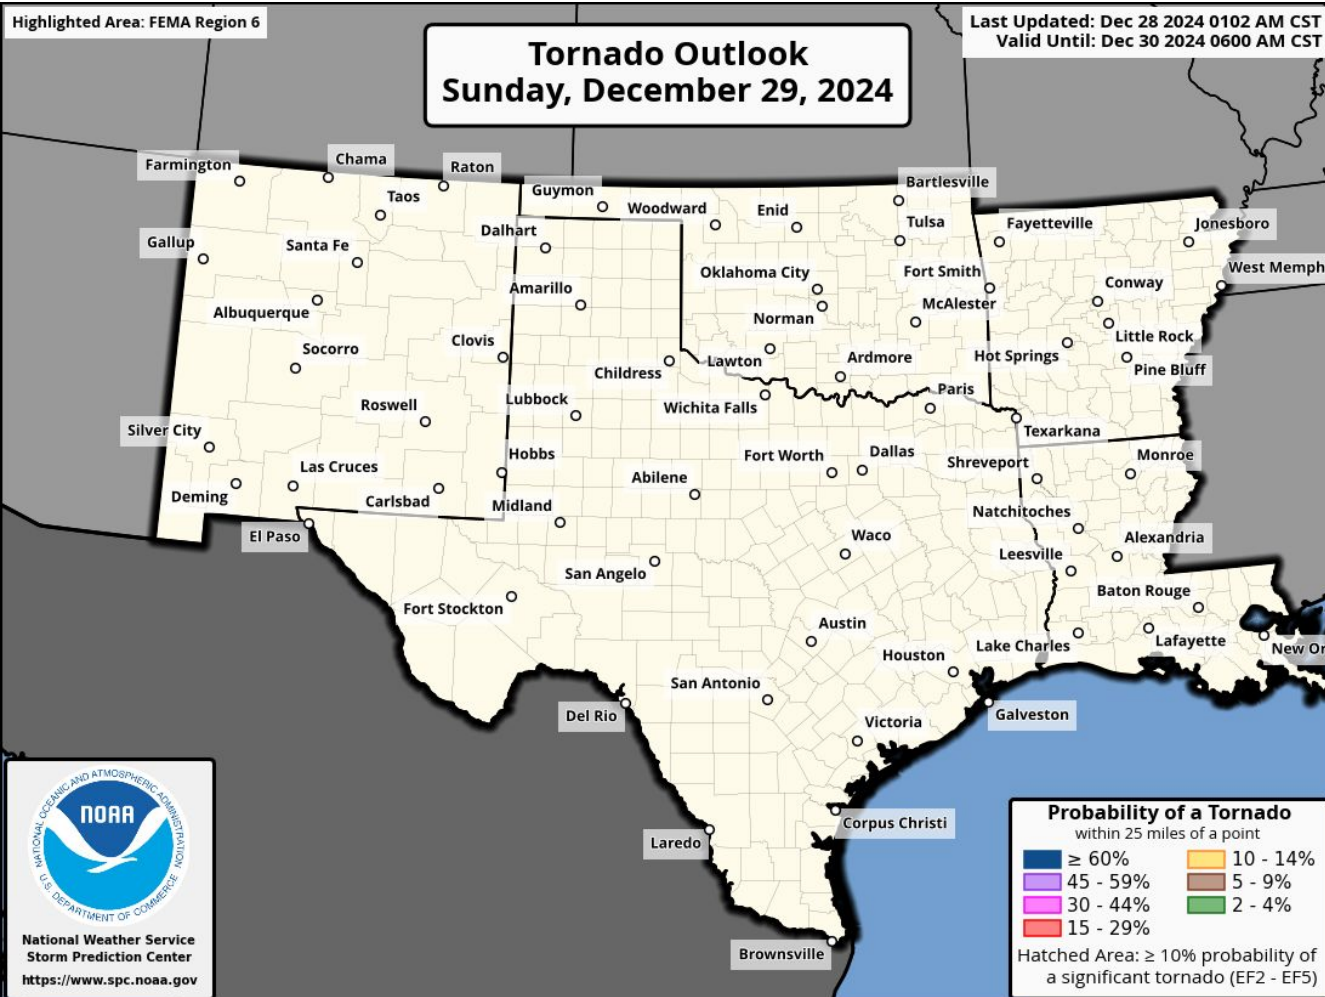 Highlighted Area: FEMA Region 6
Last Updated: Dec 28 2024 0102 AM CST
Valid Until: Dec 30 2024 0600 AM CST
Tornado Outlook
Sunday, December 29, 2024
Farmington
Chama
Raton
Taos
Guymon
Woodward
Enid
Bartlesville
Tulsa
Fayetteville
Jonesboro
Gallup
Santa Fe
Dalhart
Oklahoma City
Fort Smith
West Memph
Albuquerque
Amarillo
Norman
McAlester
Conway
Socorro
Clovis
Childress
Lawton
Ardmore
Hot Springs
Little Rock
Pine Bluff
Roswell
Lubbock
Wichita Falls
Paris
Texarkana
Silver City
Las Cruces
Hobbs
Abilene
Fort Worth
Dallas
Shreveport
Monroe
Deming
Carlsbad
Midland
Natchitoches
El Paso
San Angelo
Waco
Leesville
Alexandria
Fort Stockton
Baton Rouge
Austin
Houston
Lake Charles
Lafayette
New Or
San Antonio
Del Rio
Victoria
Galveston
Laredo
Corpus Christi
Brownsville
NATIONAL OCEANIC AND ATMOSPHERIC ADMINISTRATION
NOAA
U.S. DEPARTMENT OF COMMERCE
National Weather Service
Storm Prediction Center
https://www.spc.noaa.gov
Probability of a Tornado
within 25 miles of a point
≥ 60%
45 - 59%
30 - 44%
15 - 29%
10 - 14%
5 - 9%
2 - 4%
Hatched Area: ≥ 10% probability of
a significant tornado (EF2 - EF5)